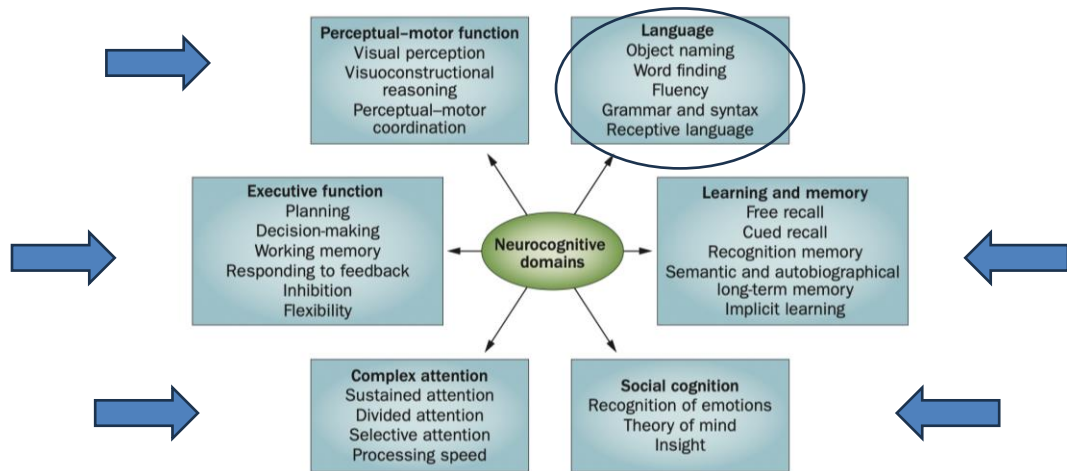 Perceptual–motor function
Visual perception
Visuoconstructional
reasoning
Perceptual–motor
coordination
Language
Object naming
Word finding
Fluency
Grammar and syntax
Receptive language
Executive function
Planning
Decision-making
Working memory
Responding to feedback
Inhibition
Flexibility
Neurocognitive
domains
Learning and memory
Free recall
Cued recall
Recognition memory
Semantic and autobiographical
long-term memory
Implicit learning
Complex attention
Sustained attention
Divided attention
Selective attention
Processing speed
Social cognition
Recognition of emotions
Theory of mind
Insight